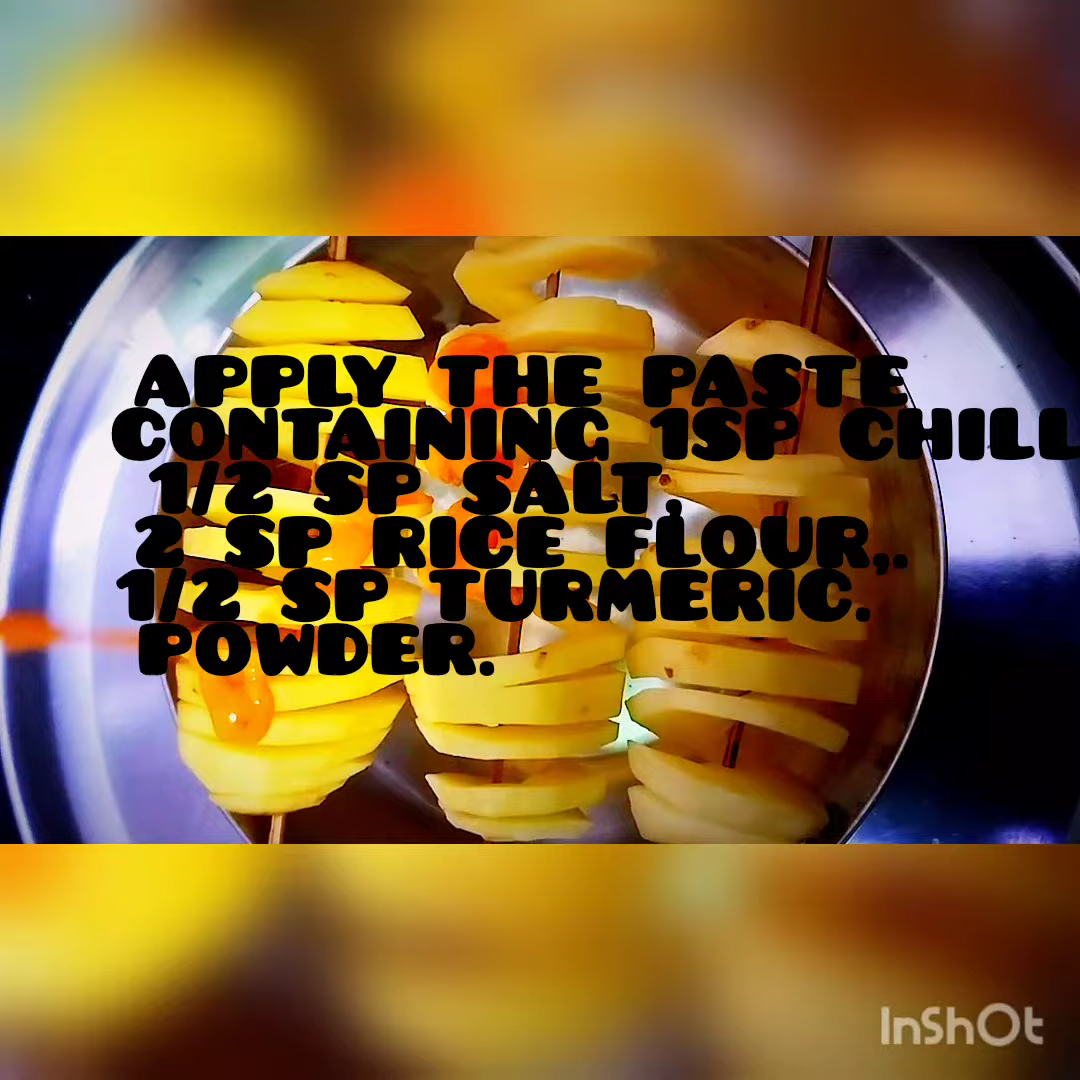 APPLY THE PASTE
CONTAINING 1SP CHILL
1/2 SP SALT,
2 SP RICE FLOUR,.
1/2 SP TURMERIC.
POWDER.
InShOt